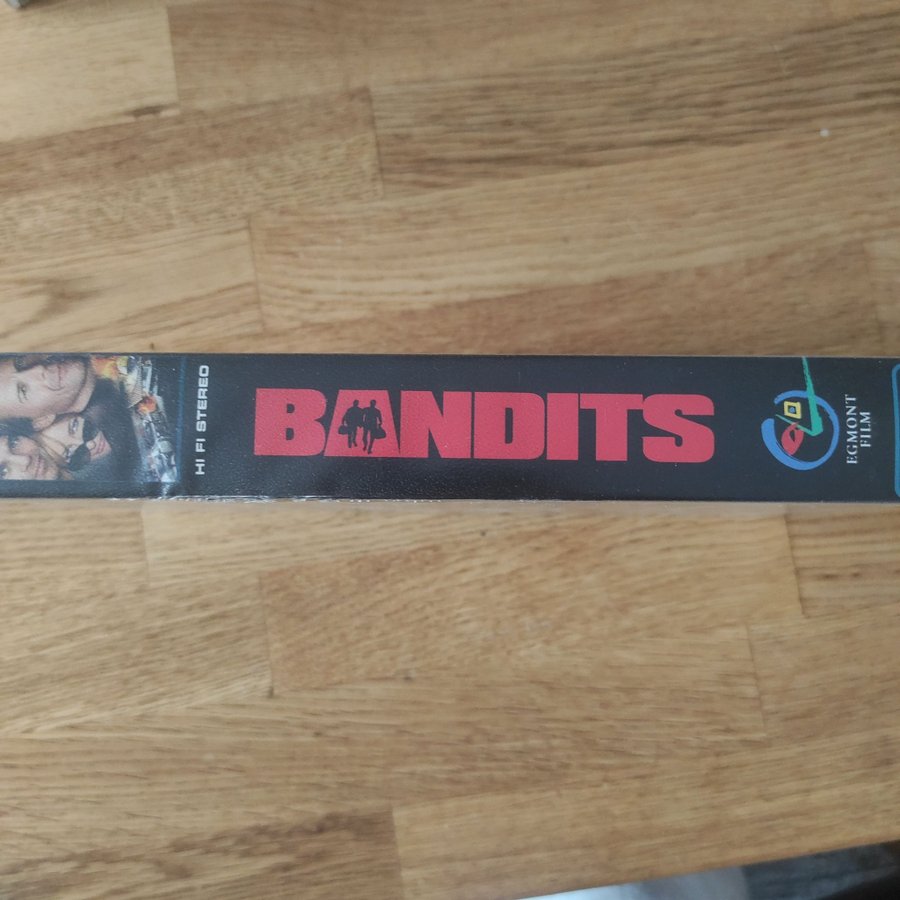 HI FI STEREO
BANDITS
EGMONT
FILM